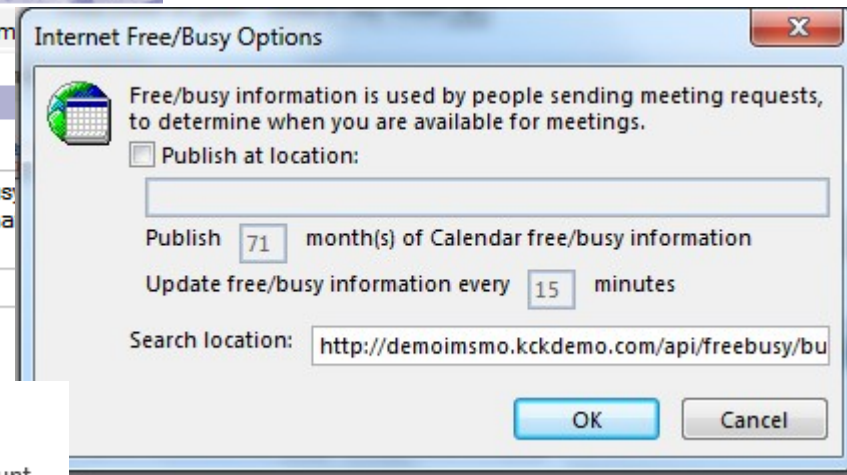 Internet Free/Busy Options
Free/busy information is used by people sending meeting requests,
to determine when you are available for meetings.
Publish at location:
Publish 71 month(s) of Calendar free/busy information
Update free/busy information every 15 minutes
Search location: http://demoimsmo.kckdemo.com/api/freebusy/bu
OK Cancel